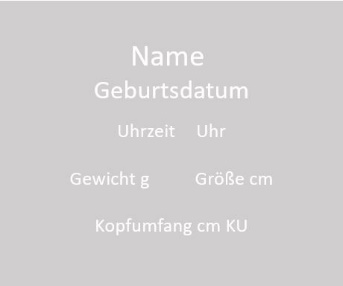 Name
Geburtsdatum
Uhrzeit Uhr
Gewicht g Größe cm
Kopfumfang cm KU